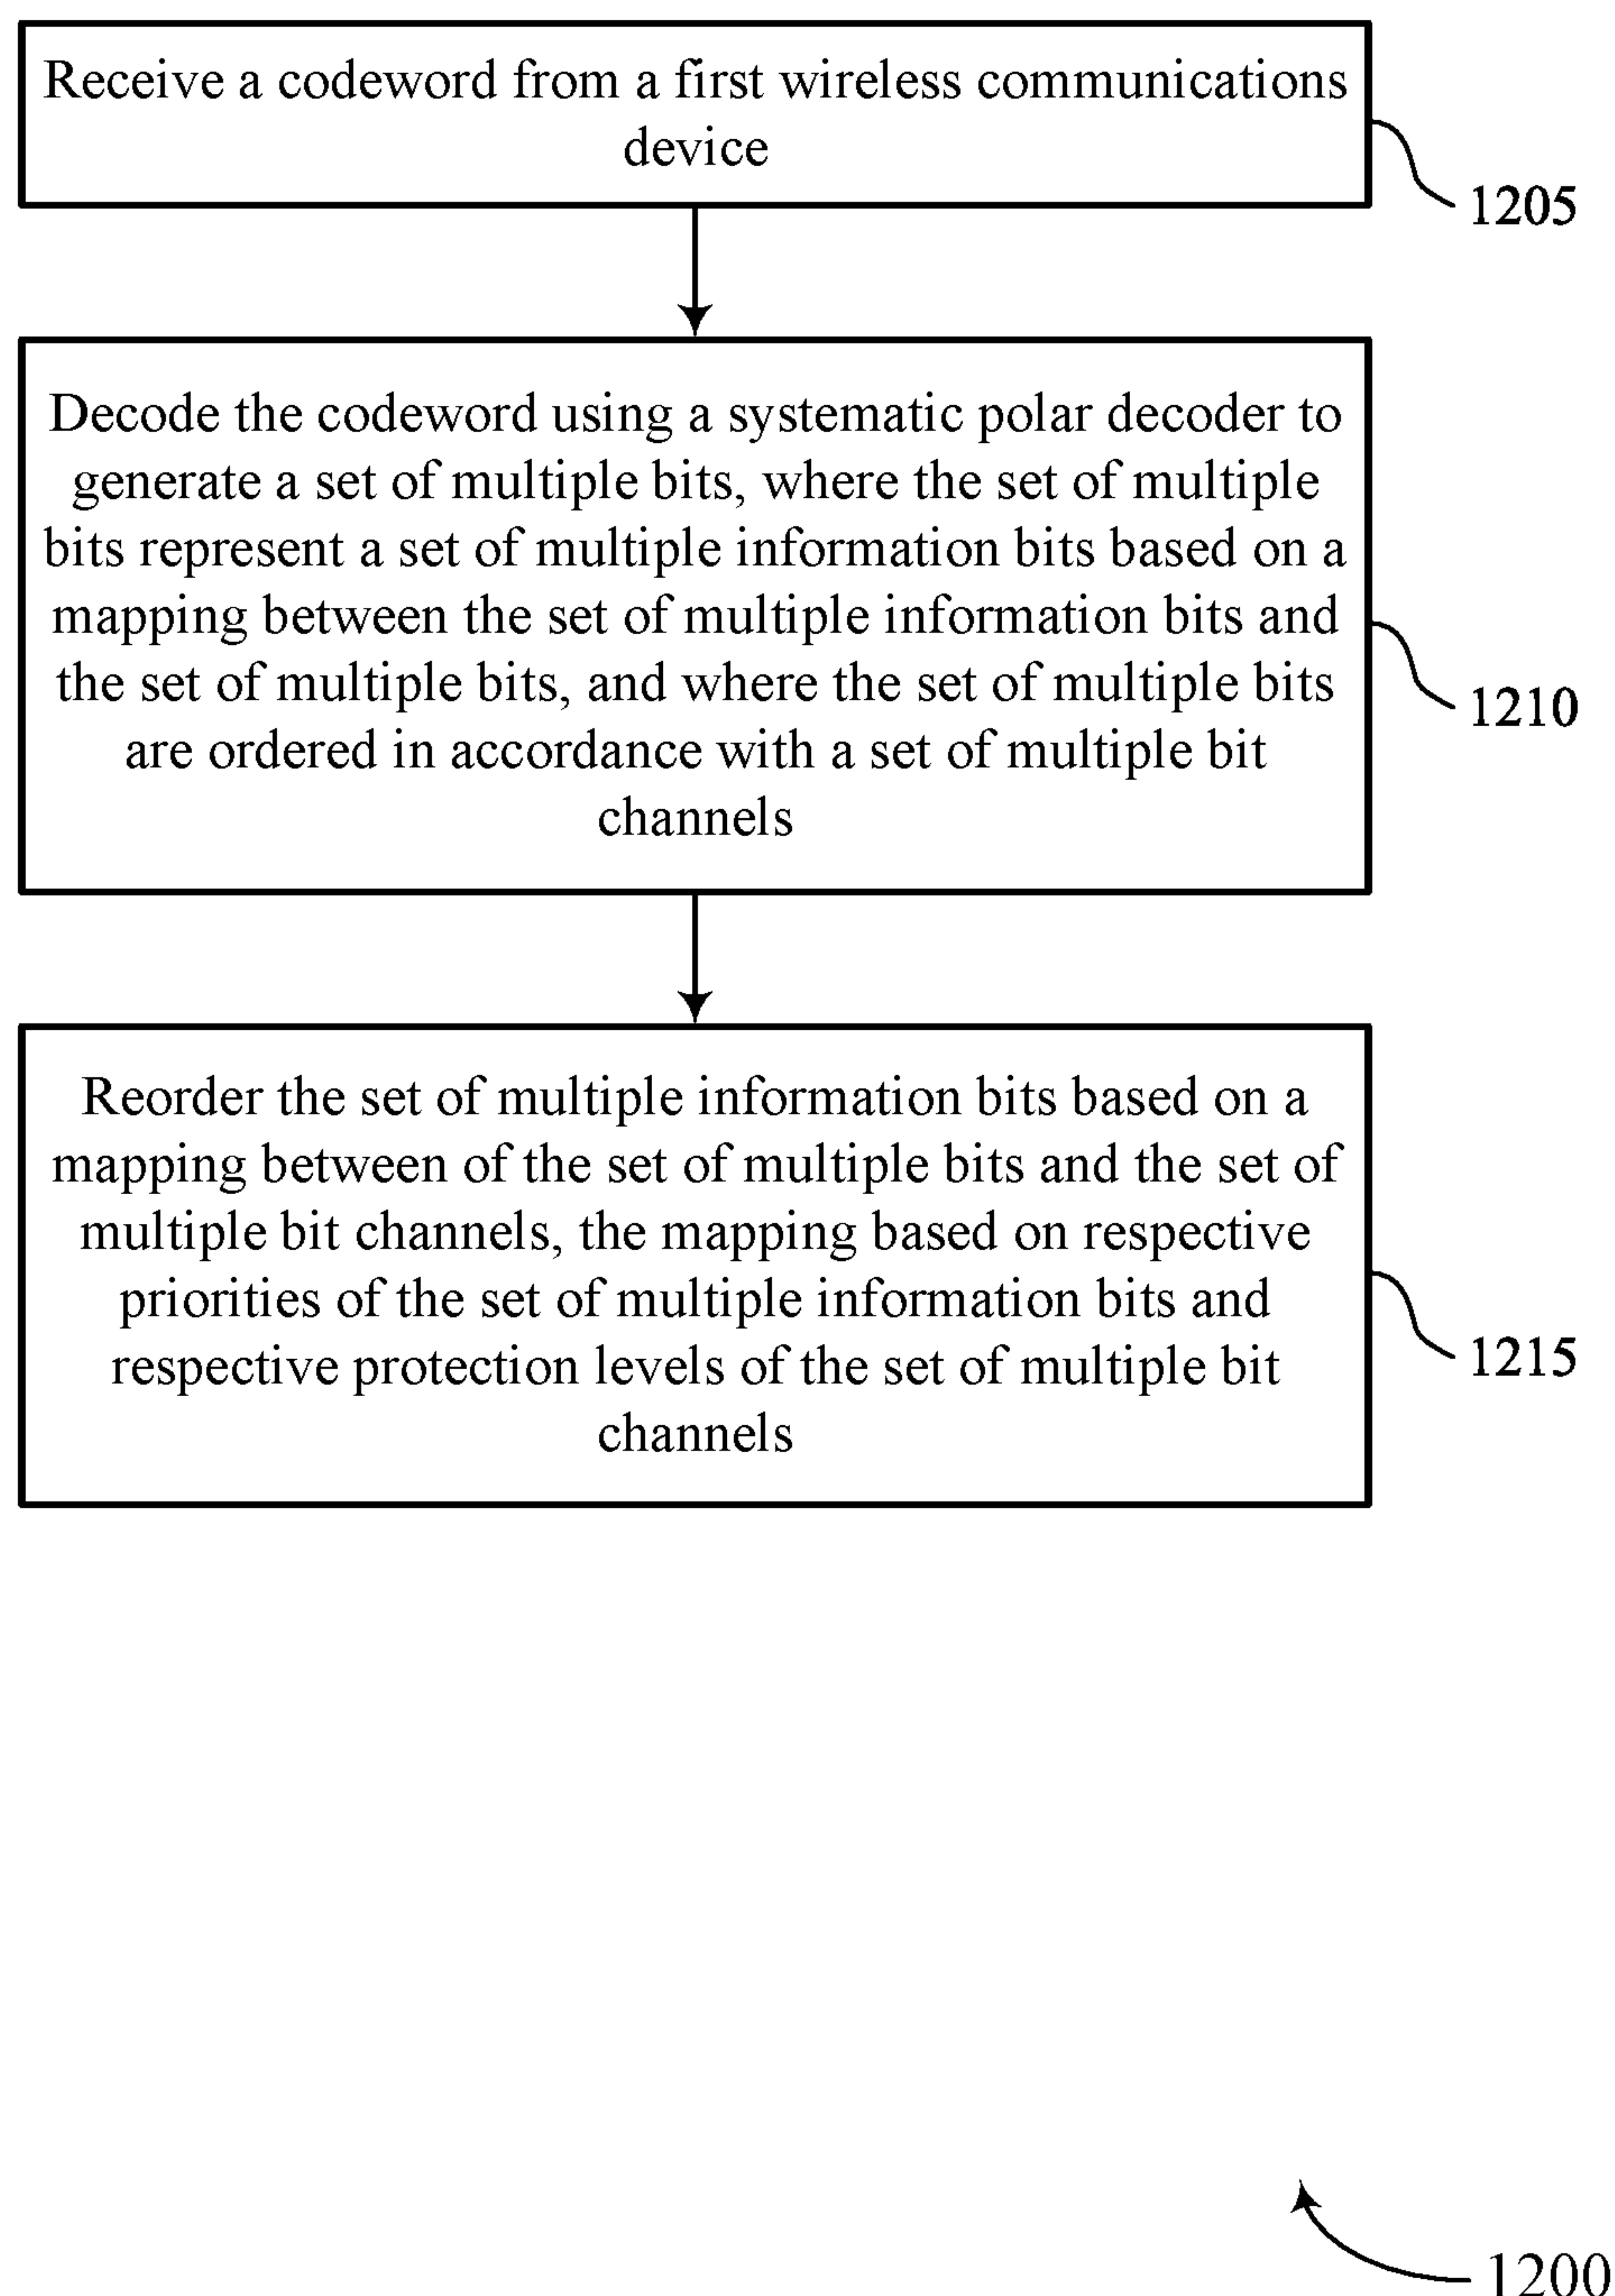 Receive a codeword from a first wireless communications
device
1205
Decode the codeword using a systematic polar decoder to
generate a set of multiple bits, where the set of multiple
bits represent a set of multiple information bits based on a
mapping between the set of multiple information bits and
the set of multiple bits, and where the set of multiple bits
are ordered in accordance with a set of multiple bit
channels
1210
Reorder the set of multiple information bits based on a
mapping between of the set of multiple bits and the set of
multiple bit channels, the mapping based on respective
priorities of the set of multiple information bits and
respective protection levels of the set of multiple bit
channels
1215
1200